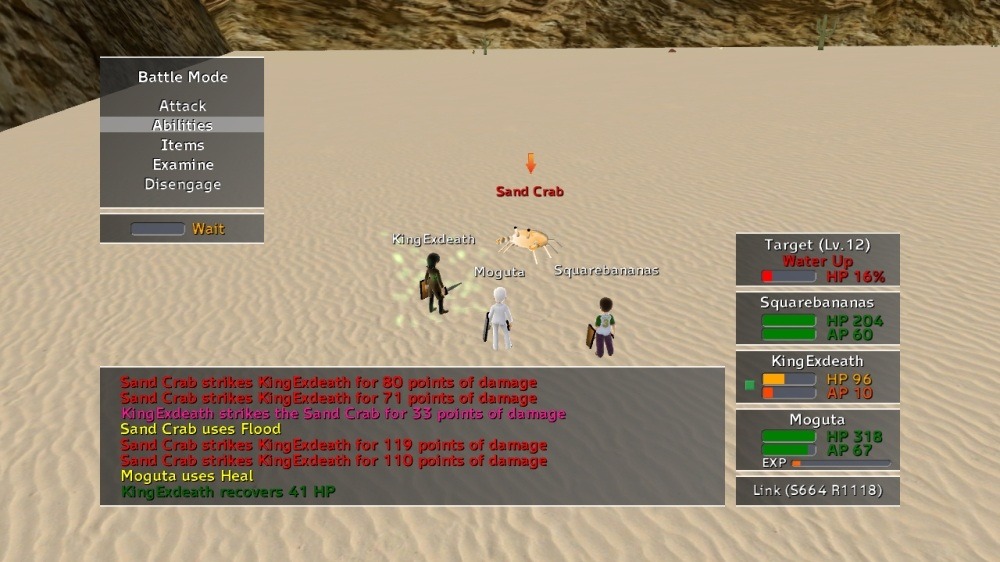 Battle Mode
Attack
Abilities
Items
Examine
Disengage
Wait
Sand Crab
KingExdeath
Moguta
Squarebananas
Target (Lv.12)
Water Up
HP 16%
Squarebananas
HP 204
AP 60
KingExdeath
HP 96
AP 10
Moguta
HP 318
AP 67
EXP
Link (S664 R1118)
Sand Crab strikes KingExdeath for 80 points of damage
Sand Crab strikes KingExdeath for 71 points of damage
KingExdeath strikes the Sand Crab for 33 points of damage
Sand Crab uses Flood
Sand Crab strikes KingExdeath for 119 points of damage
Sand Crab strikes KingExdeath for 110 points of damage
Moguta uses Heal
KingExdeath recovers 41 HP